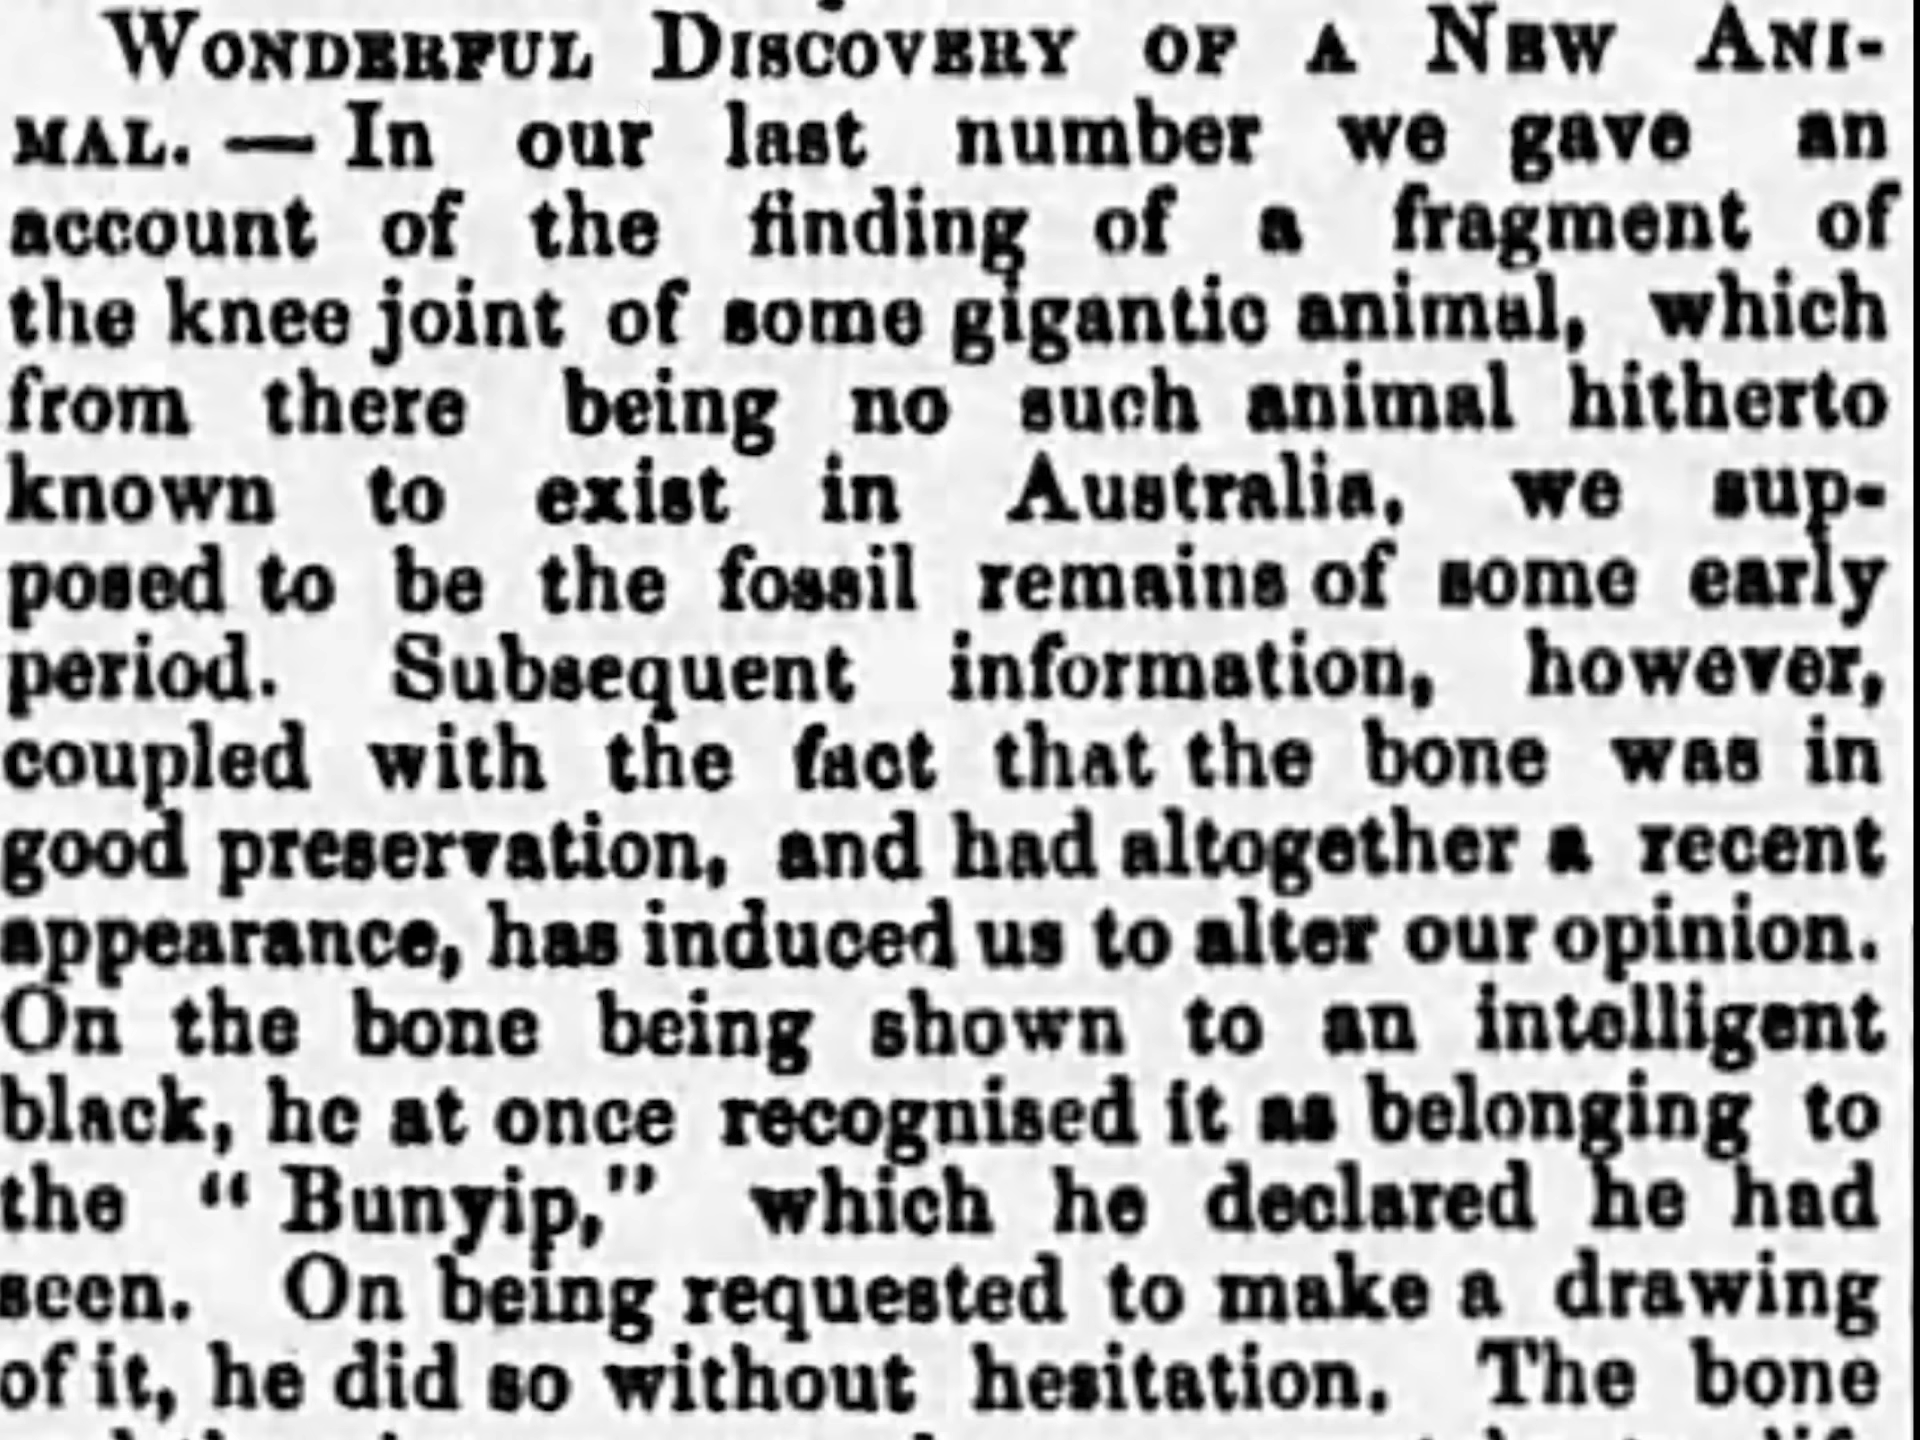 WONDERFUL DISCOVERY OF A NEW ANI-
MAL. — In our last number we gave an
account of the finding of a fragment of
the knee joint of some gigantic animal, which
from there being no such animal hitherto
known to exist in Australia, we sup-
posed to be the fossil remains of some early
period. Subsequent information, however,
coupled with the fact that the bone was in
good preservation, and had altogether a recent
appearance, has induced us to alter our opinion.
On the bone being shown to an intelligent
black, he at once recognised it as belonging to
the “Bunyip,” which he declared he had
seen. On being requested to make a drawing
of it, he did so without hesitation. The bone